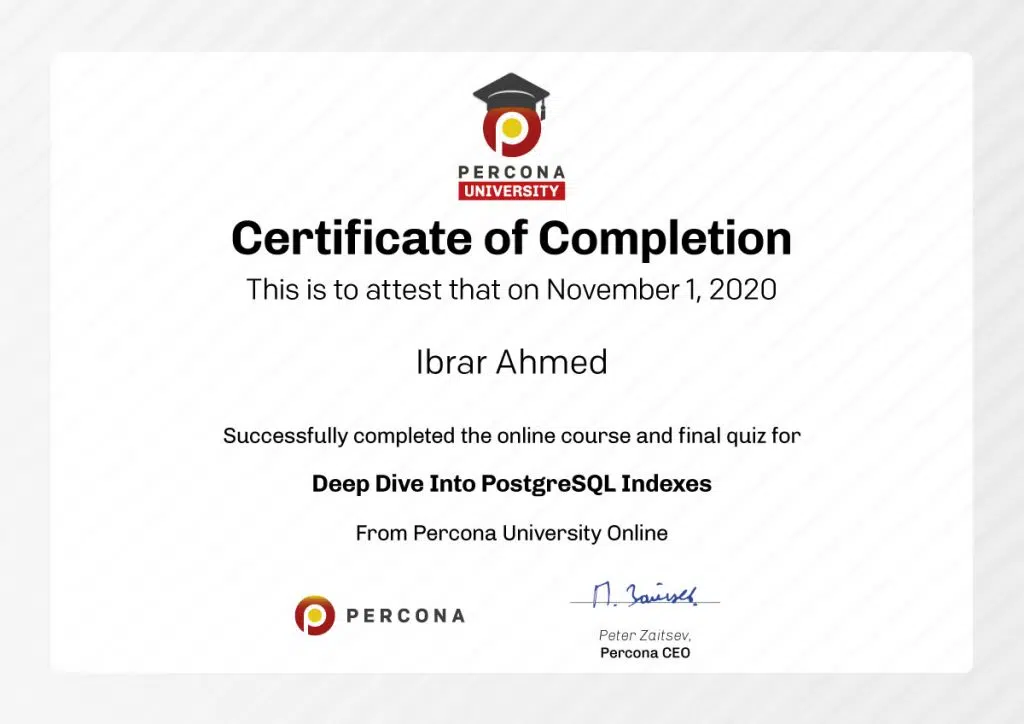 PERCONA
UNIVERSITY
Certificate of Completion
This is to attest that on November 1, 2020
Ibrar Ahmed
Successfully completed the online course and final quiz for
Deep Dive Into PostgreSQL Indexes
From Percona University Online
PERCONA
Peter Zaitsev,
Percona CEO